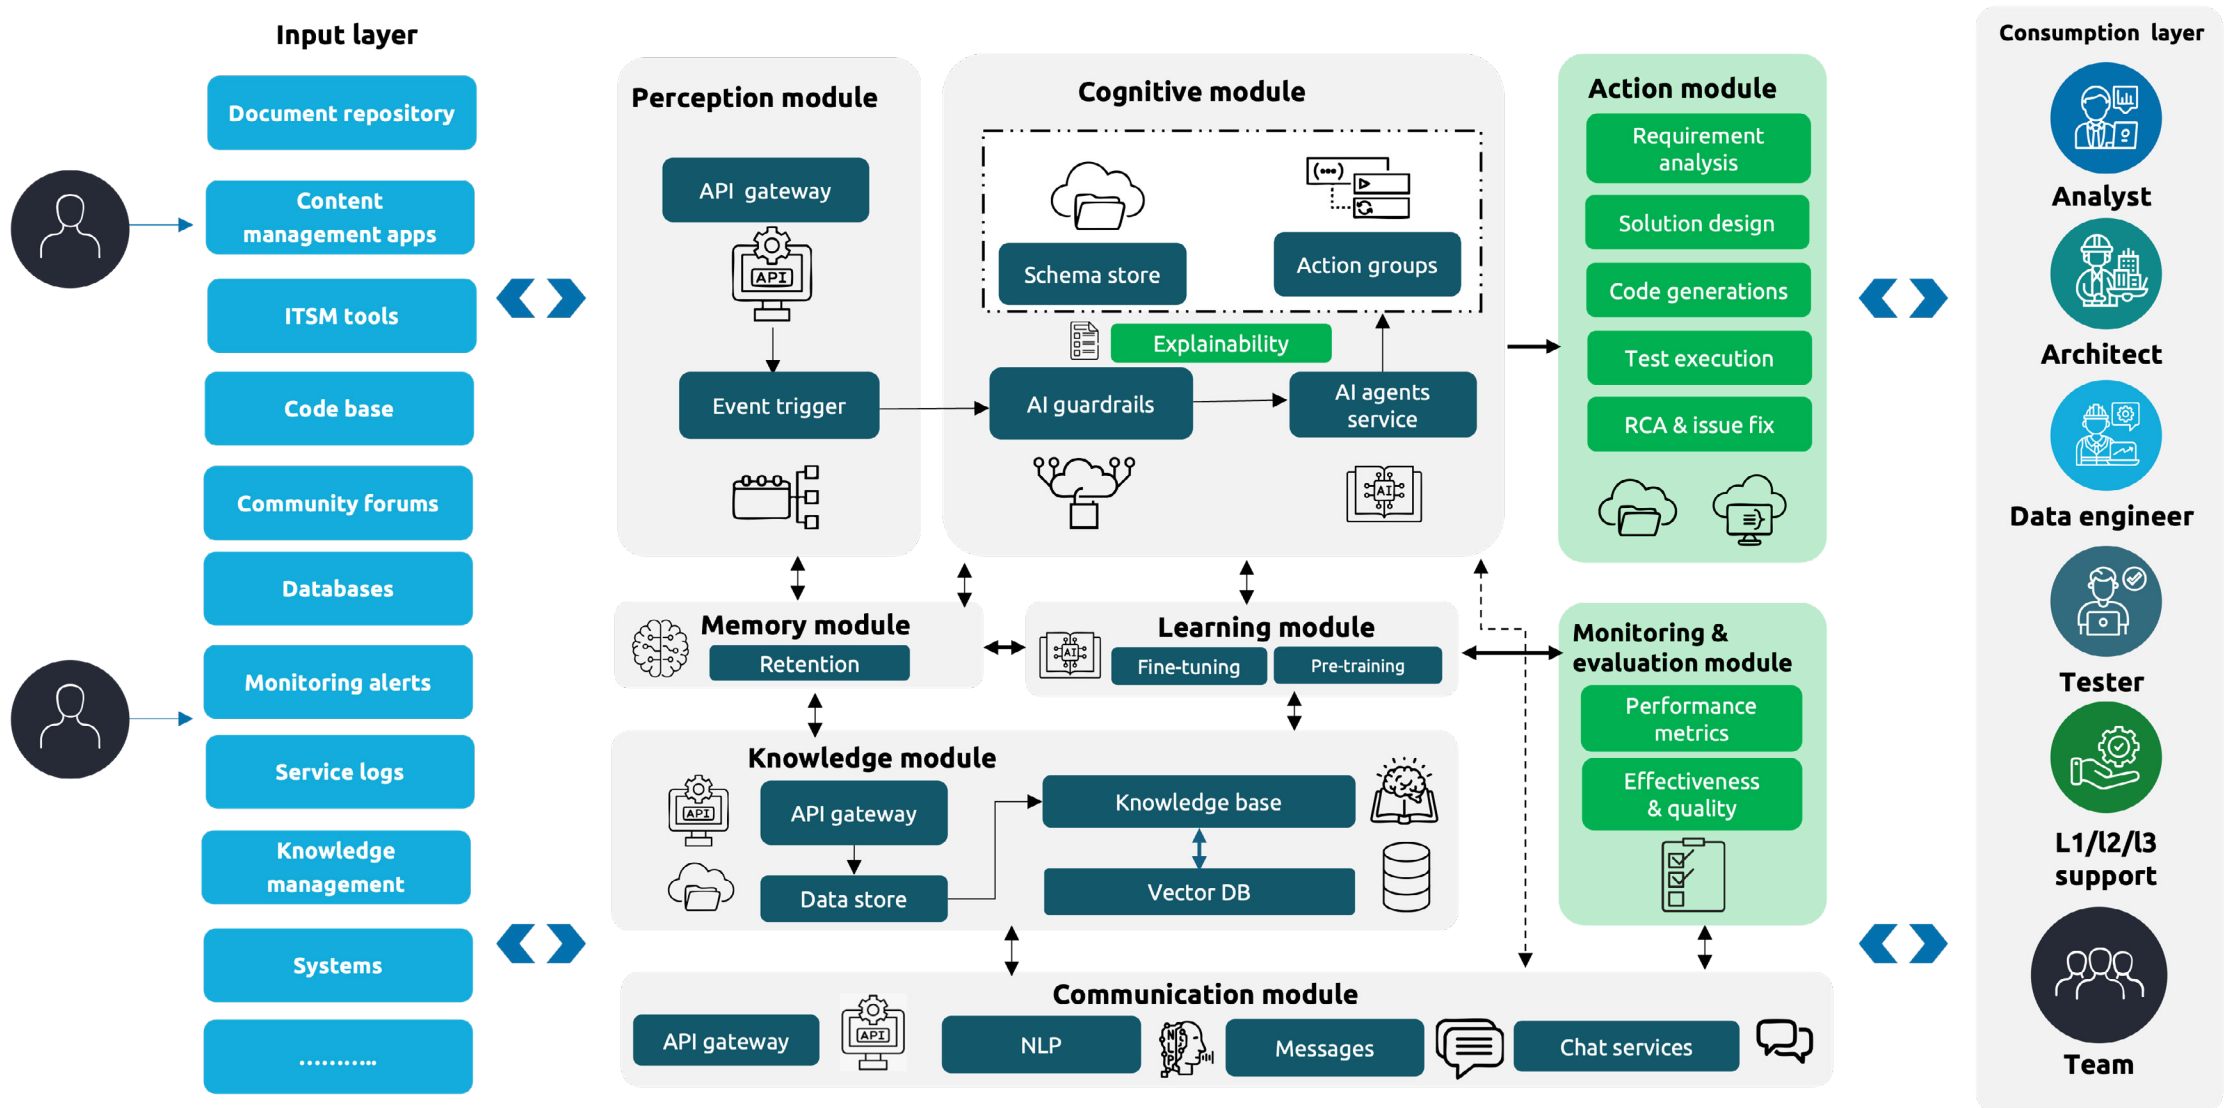 Input layer
Document repository
Content
management apps
ITSM tools
Code base
Community forums
Databases
Monitoring alerts
Service logs
Knowledge
management
Systems
………..
Perception module
API gateway
API
Event trigger
Cognitive module
Schema store
Action groups
Explainability
AI guardrails
AI agents
service
AI
Action module
Requirement
analysis
Solution design
Code generations
Test execution
RCA & issue fix
Memory module
Retention
Learning module
AI
Fine-tuning
Pre-training
Monitoring &
evaluation module
Performance
metrics
Effectiveness
& quality
Knowledge module
API
API gateway
Data store
Knowledge base
Vector DB
Communication module
API gateway
API
NLP
NLP
Messages
Chat services
Consumption layer
Analyst
Architect
Data engineer
Tester
L1/l2/l3
support
Team